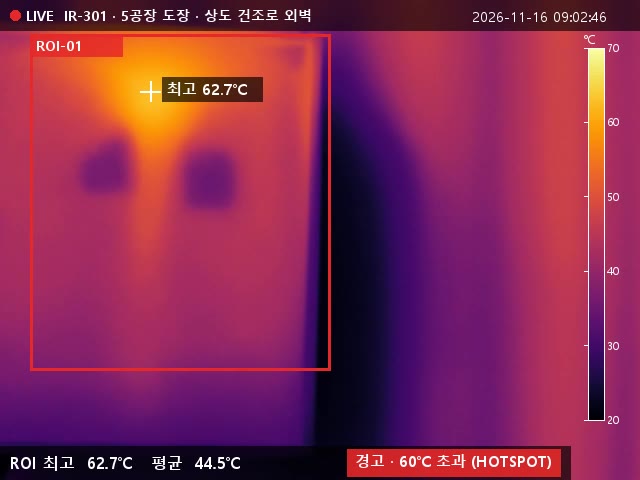 LIVE IR-301 · 5공장 도장 · 상도 건조로 외벽
2026-11-16 09:02:46
ROI-01
최고 62.7℃
℃
70
60
50
40
30
20
ROI 최고 62.7℃ 평균 44.5℃
경고 · 60℃ 초과 (HOTSPOT)